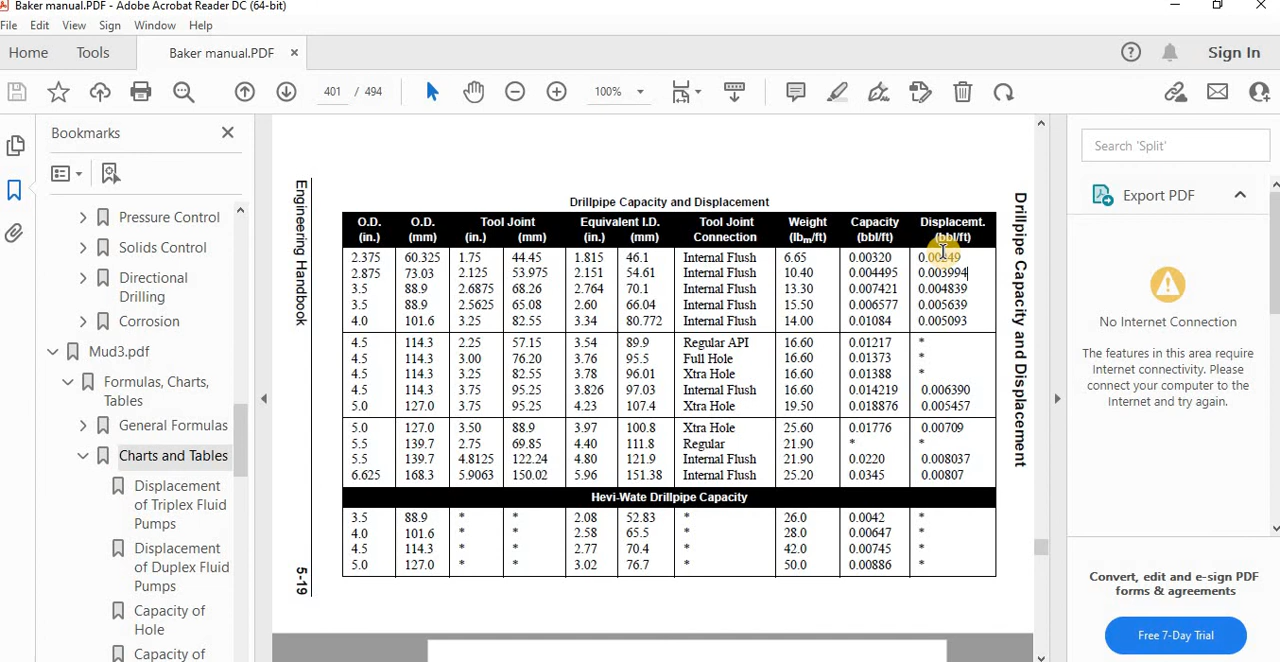 Baker manual.PDF - Adobe Acrobat Reader DC (64-bit)
File Edit View Sign Window Help
Home Tools Baker manual.PDF × ? Sign In
401 / 494 100%
Bookmarks
Pressure Control
Solids Control
Directional
Drilling
Corrosion
Mud3.pdf
Formulas, Charts,
Tables
General Formulas
Charts and Tables
Displacement
of Triplex Fluid
Pumps
Displacement
of Duplex Fluid
Pumps
Capacity of
Hole
Capacity of
Engineering Handbook
5-19
Drillpipe Capacity and Displacement
O.D. O.D. Tool Joint Equivalent I.D. Tool Joint Weight Capacity Displacemt.
(in.) (mm) (in.) (mm) (in.) (mm) Connection (lbm/ft) (bbl/ft) (bbl/ft)
2.375 60.325 1.75 44.45 1.815 46.1 Internal Flush 6.65 0.00320 0.00249
2.875 73.03 2.125 53.975 2.151 54.61 Internal Flush 10.40 0.004495 0.003994
3.5 88.9 2.6875 68.26 2.764 70.1 Internal Flush 13.30 0.007421 0.004839
3.5 88.9 2.5625 65.08 2.60 66.04 Internal Flush 15.50 0.006577 0.005639
4.0 101.6 3.25 82.55 3.34 80.772 Internal Flush 14.00 0.01084 0.005093
4.5 114.3 2.25 57.15 3.54 89.9 Regular API 16.60 0.01217 *
4.5 114.3 3.00 76.20 3.76 95.5 Full Hole 16.60 0.01373 *
4.5 114.3 3.25 82.55 3.78 96.01 Xtra Hole 16.60 0.01388 *
4.5 114.3 3.75 95.25 3.826 97.03 Internal Flush 16.60 0.014219 0.006390
5.0 127.0 3.75 95.25 4.23 107.4 Xtra Hole 19.50 0.018876 0.005457
5.0 127.0 3.50 88.9 3.97 100.8 Xtra Hole 25.60 0.01776 0.00709
5.5 139.7 2.75 69.85 4.40 111.8 Regular 21.90 * *
5.5 139.7 4.8125 122.24 4.80 121.9 Internal Flush 21.90 0.0220 0.008037
6.625 168.3 5.9063 150.02 5.96 151.38 Internal Flush 25.20 0.0345 0.00807
Hevi-Wate Drillpipe Capacity
3.5 88.9 * * 2.08 52.83 * 26.0 0.0042 *
4.0 101.6 * * 2.58 65.5 * 28.0 0.00647 *
4.5 114.3 * * 2.77 70.4 * 42.0 0.00745 *
5.0 127.0 * * 3.02 76.7 * 50.0 0.00886 *
Drillpipe Capacity and Displacement
Search 'Split'
Export PDF
No Internet Connection
The features in this area require
Internet connectivity. Please
connect your computer to the
Internet and try again.
Convert, edit and e-sign PDF
forms & agreements
Free 7-Day Trial